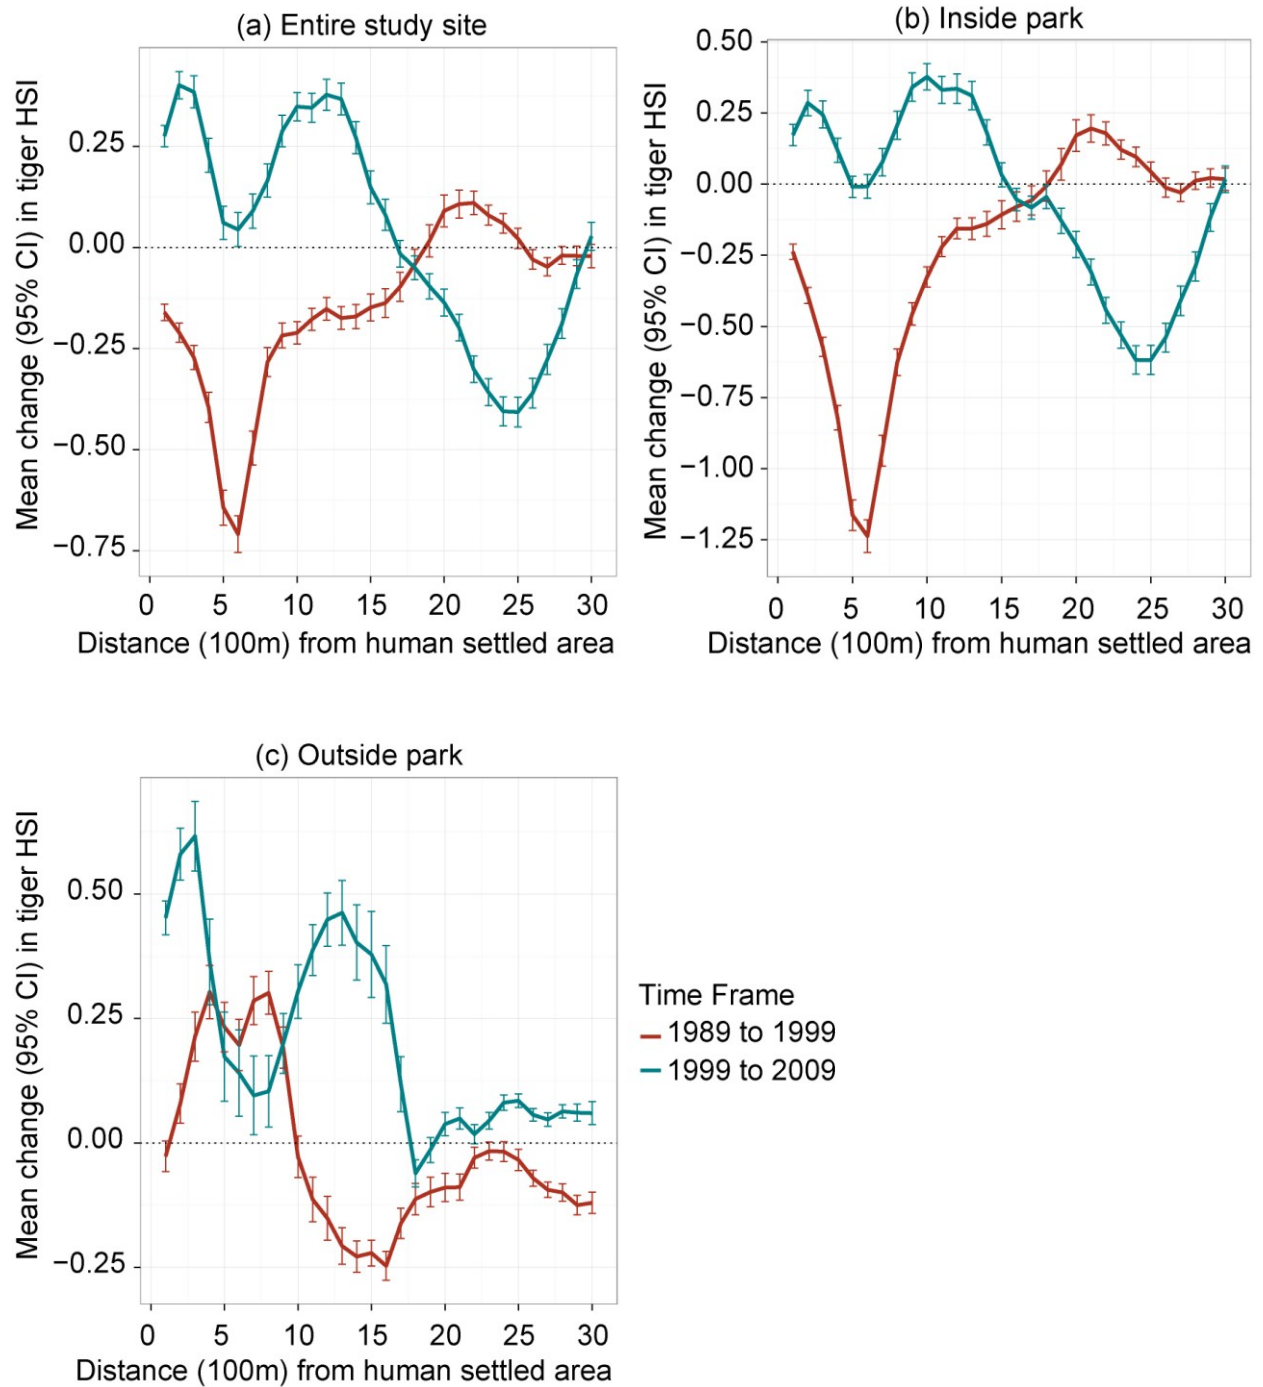 (a) Entire study site
Mean change (95% CI) in tiger HSI
0.25
0.00
−0.25
−0.50
−0.75
0 5 10 15 20 25 30
Distance (100m) from human settled area
(b) Inside park
Mean change (95% CI) in tiger HSI
0.50
0.25
0.00
−0.25
−0.50
−0.75
−1.00
−1.25
0 5 10 15 20 25 30
Distance (100m) from human settled area
(c) Outside park
Mean change (95% CI) in tiger HSI
0.50
0.25
0.00
−0.25
0 5 10 15 20 25 30
Distance (100m) from human settled area
Time Frame
1989 to 1999
1999 to 2009